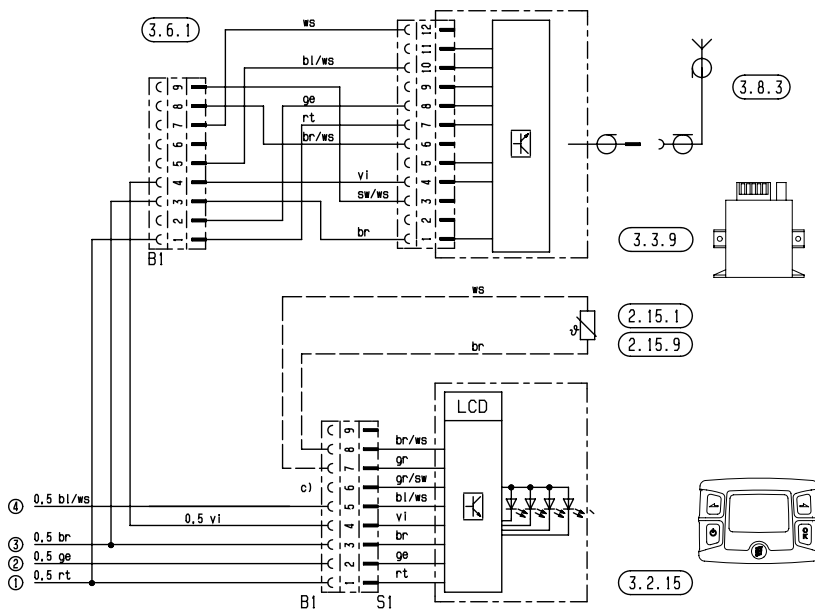 3.6.1
ws
bl/ws
ge
rt
br/ws
vi
sw/ws
br
9
8
7
6
5
4
3
2
1
B1
12
11
10
9
8
7
6
5
4
3
2
1
3.8.3
3.3.9
ws
br
ϑ
2.15.1
2.15.9
LCD
9
8
7
6
5
4
3
2
1
c)
br/ws
gr
gr/sw
bl/ws
vi
br
ge
rt
④ 0,5 bl/ws
0,5 vi
③ 0,5 br
② 0,5 ge
① 0,5 rt
B1 S1
3.2.15